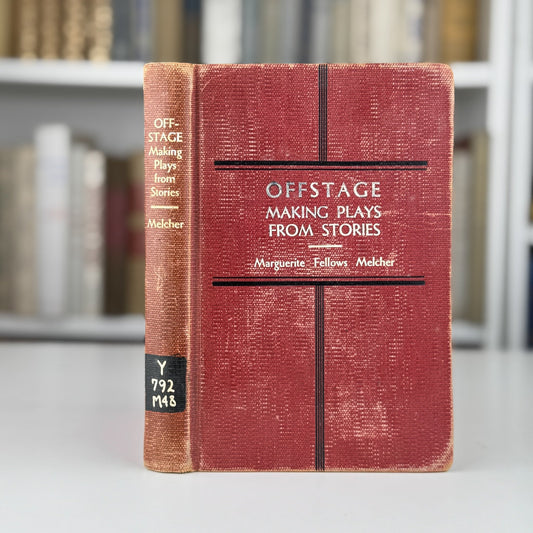 OFF-
STAGE
Making
Plays
from
Stories
Melcher
Y
792
M48
OFFSTAGE
MAKING PLAYS
FROM STORIES
Marguerite Fellows Melcher